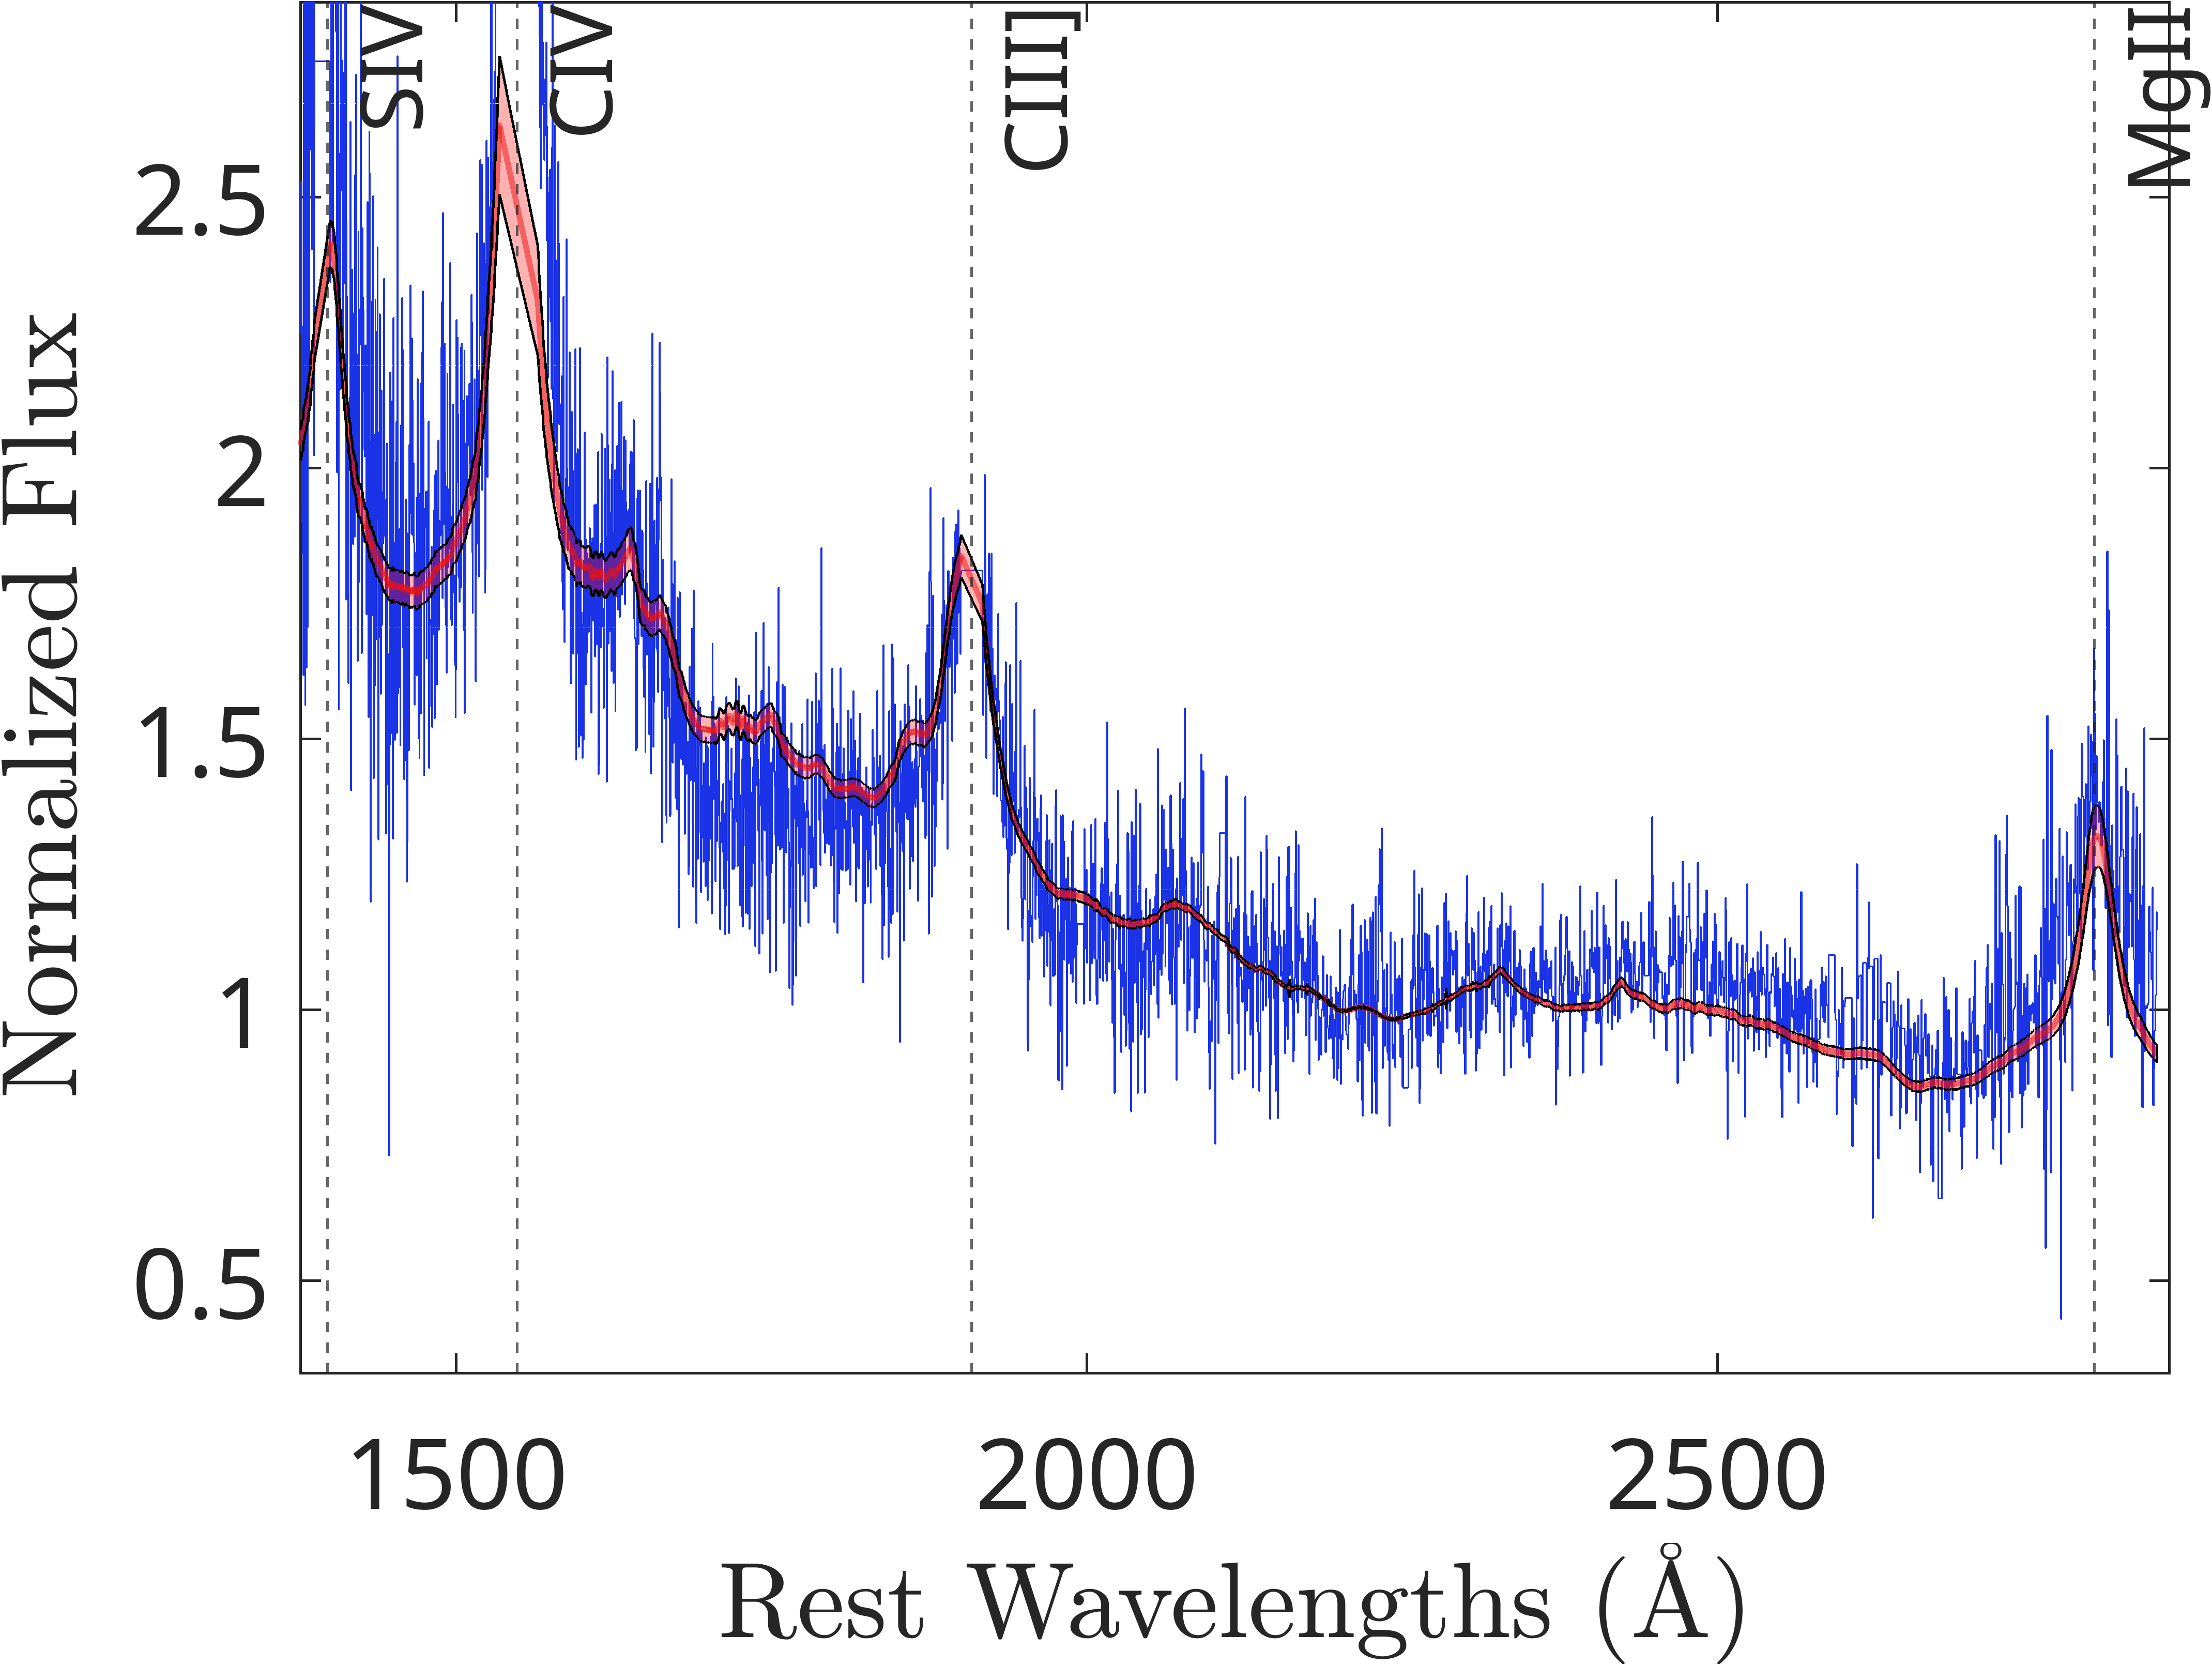 SIV
CIV
CIII]
MgII
2.5
2
1.5
1
0.5
Normalized Flux
1500
2000
2500
Rest Wavelengths (Å)